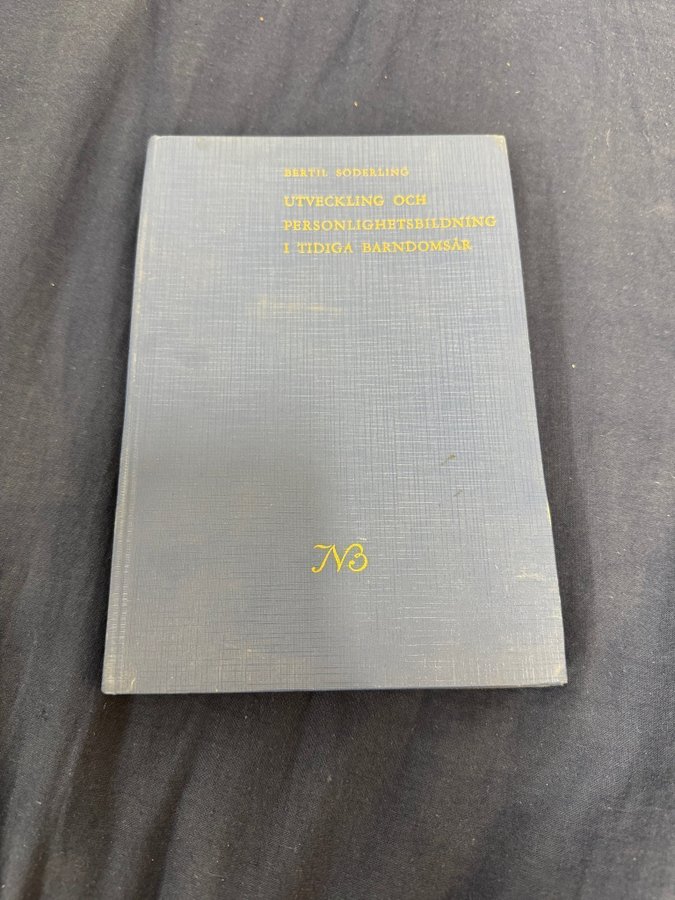 BERTIL SÖDERLING
UTVECKLING OCH
PERSONLIGHETSBILDNING
I TIDIGA BARNDOMSÅR
NB